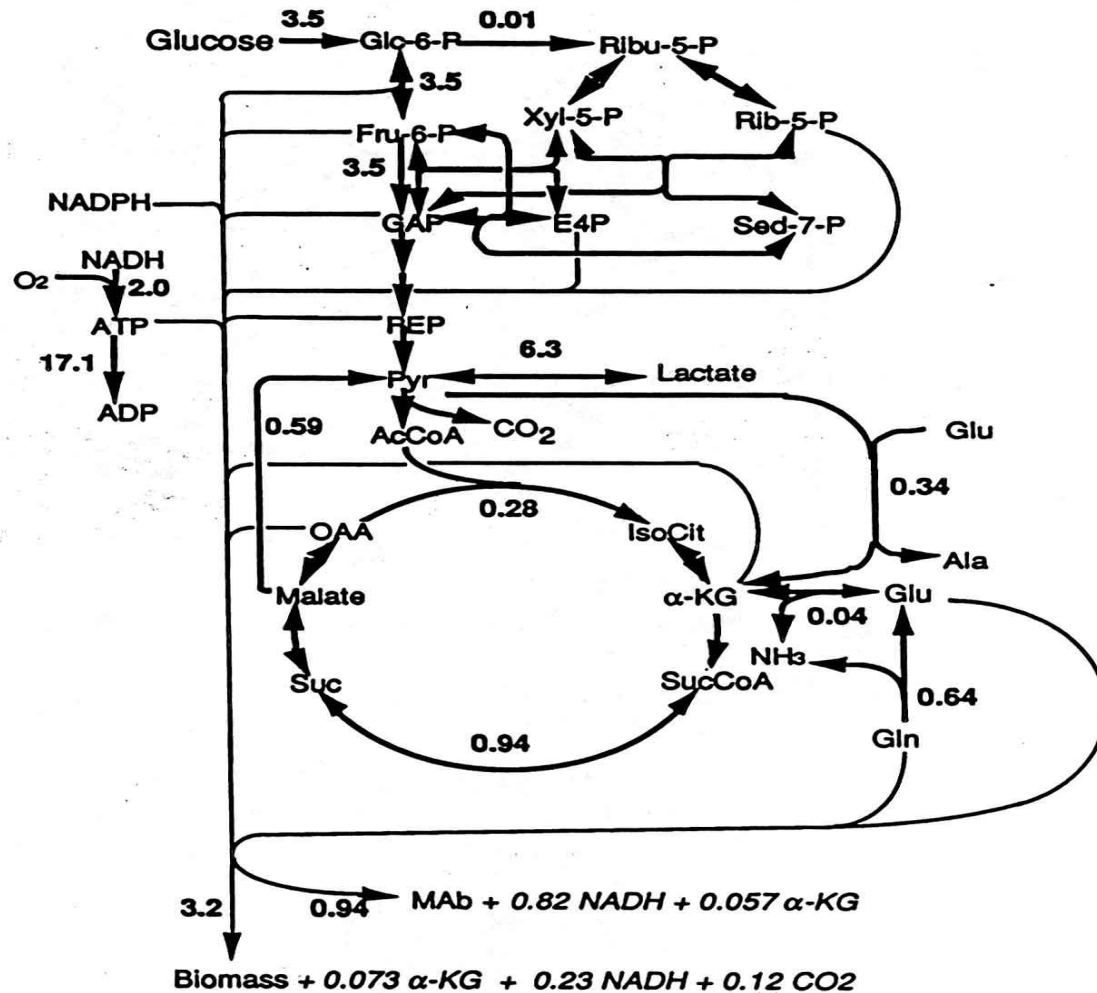 3.5 0.01
Glucose Glc-6-P Ribu-5-P
3.5
Xyl-5-P Rib-5-P
Fru-6-P
3.5
NADPH
GAP E4P Sed-7-P
NADH
O2 2.0
ATP REP
17.1 6.3
Pyr Lactate
ADP
0.59 AcCoA CO2 Glu
0.34
0.28
OAA IsoCit
Ala
Malate α-KG Glu
0.04
NH3
Suc SucCoA 0.64
Gln
0.94
3.2 0.94 MAb + 0.82 NADH + 0.057 α-KG
Biomass + 0.073 α-KG + 0.23 NADH + 0.12 CO2